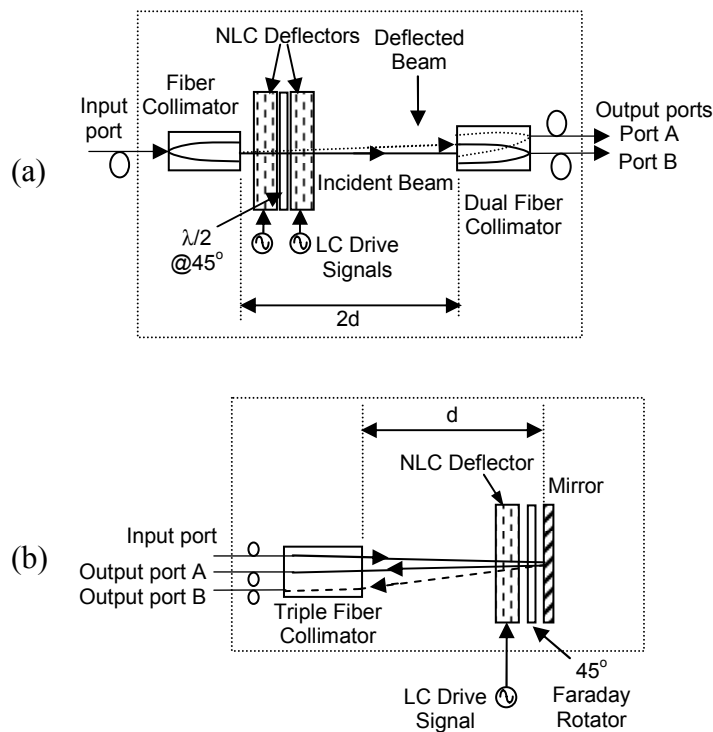 NLC Deflectors
Deflected
Beam
Fiber
Collimator
Input
port
Output ports
Port A
Port B
(a)
Incident Beam
Dual Fiber
Collimator
λ/2
@45°
LC Drive
Signals
2d
d
NLC Deflector
Mirror
(b)
Input port
Output port A
Output port B
Triple Fiber
Collimator
LC Drive
Signal
45°
Faraday
Rotator